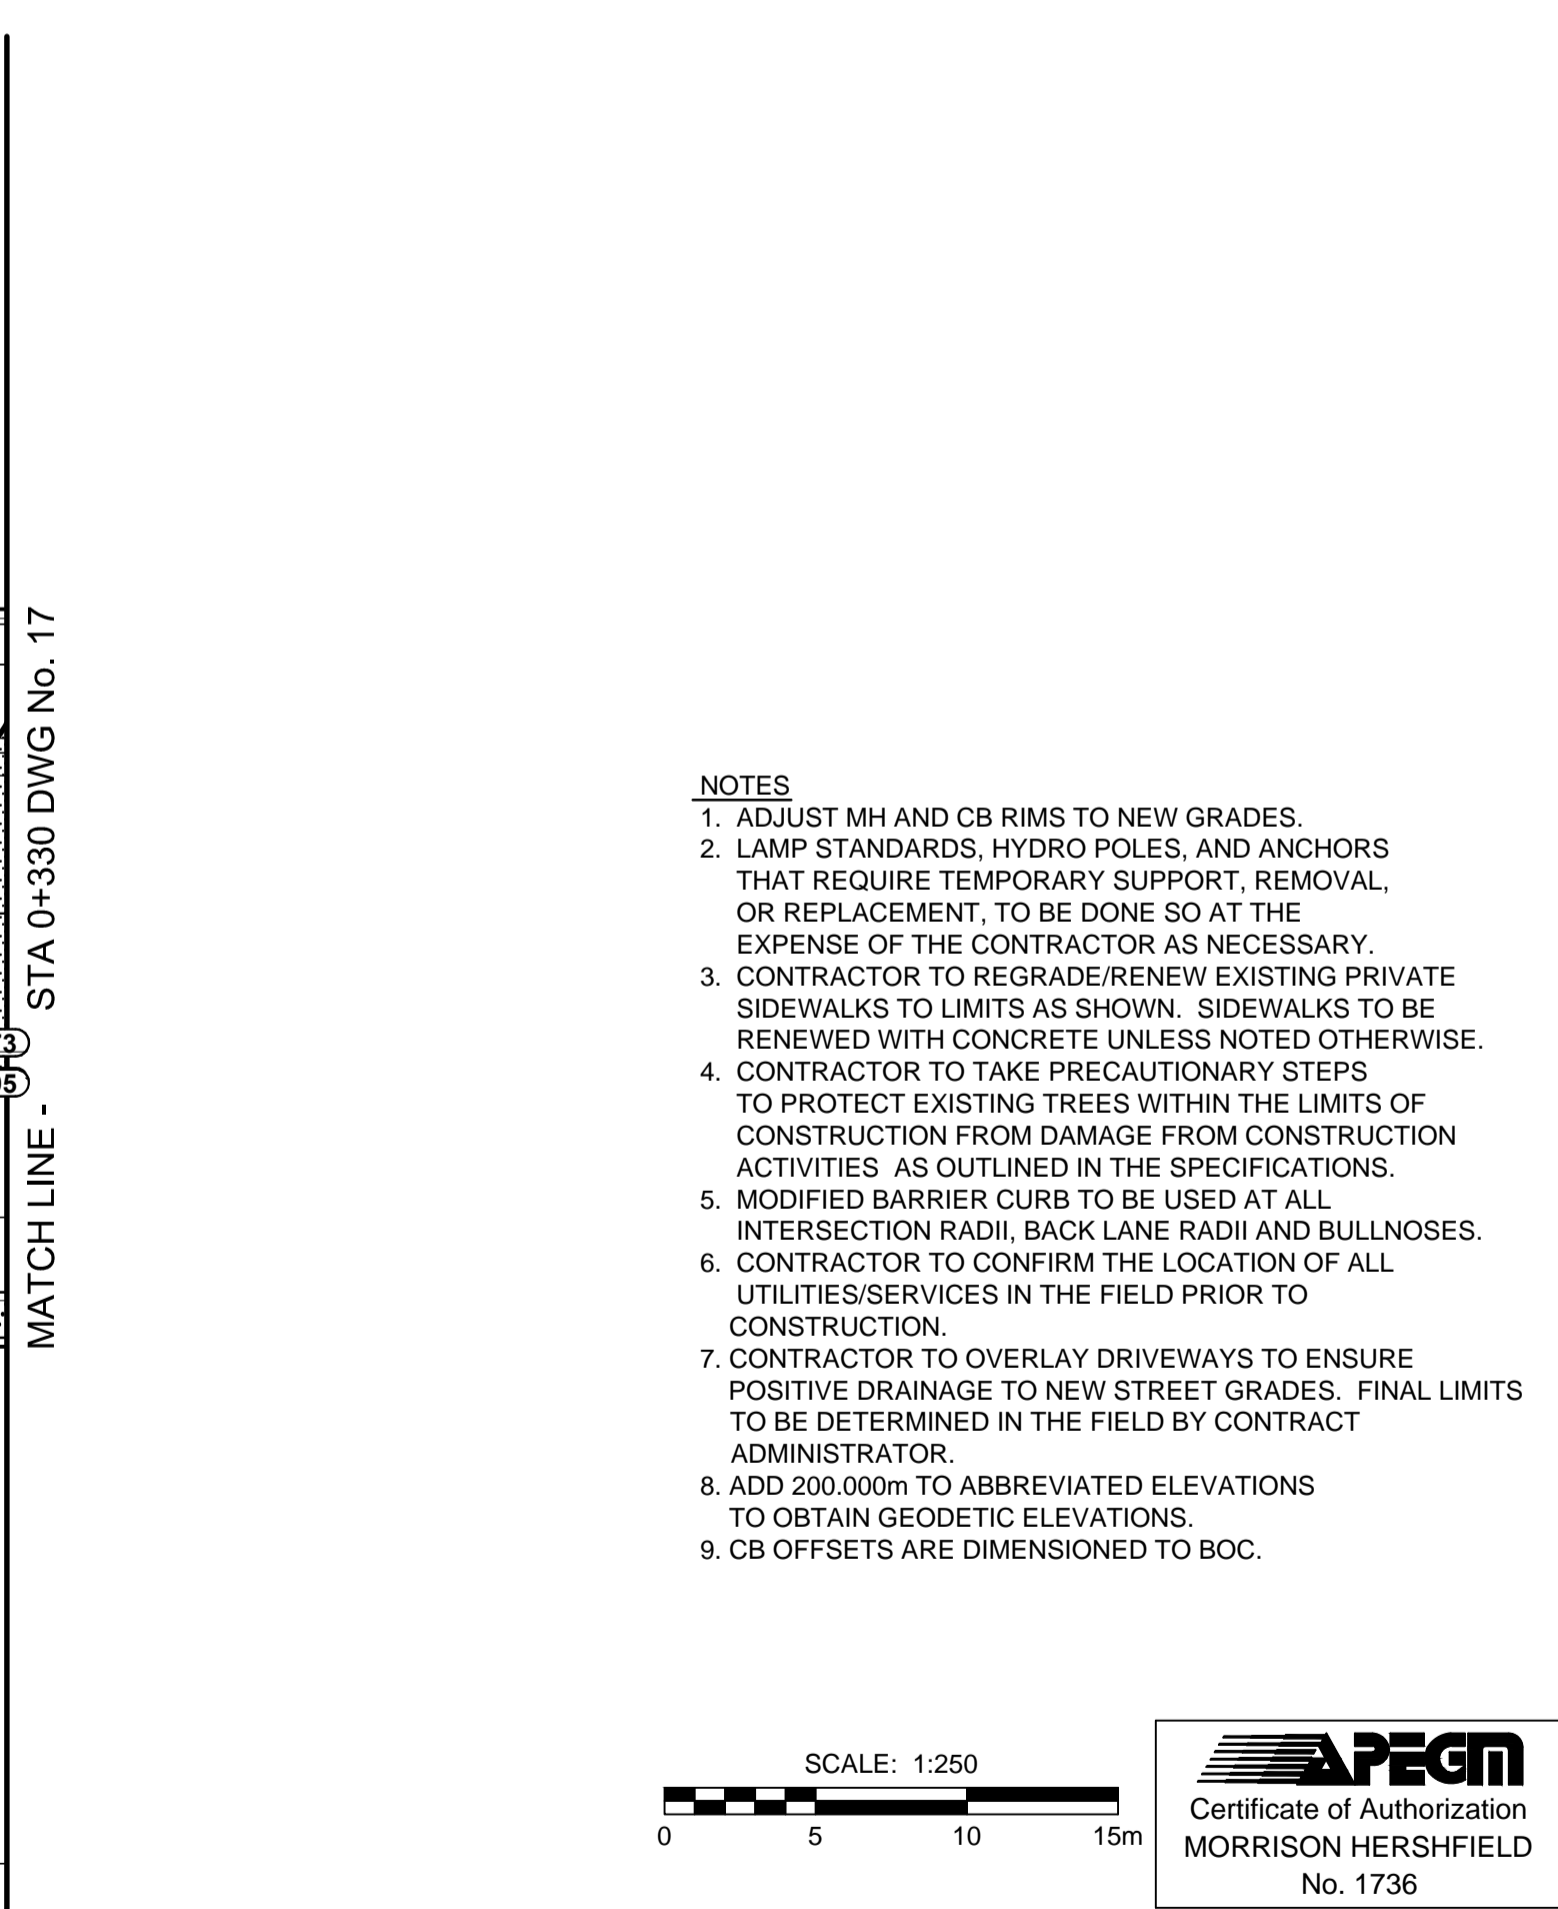 MATCH LINE - STA 0+330 DWG No. 17
NOTES
1. ADJUST MH AND CB RIMS TO NEW GRADES.
2. LAMP STANDARDS, HYDRO POLES, AND ANCHORS
THAT REQUIRE TEMPORARY SUPPORT, REMOVAL,
OR REPLACEMENT, TO BE DONE SO AT THE
EXPENSE OF THE CONTRACTOR AS NECESSARY.
3. CONTRACTOR TO REGRADE/RENEW EXISTING PRIVATE
SIDEWALKS TO LIMITS AS SHOWN. SIDEWALKS TO BE
RENEWED WITH CONCRETE UNLESS NOTED OTHERWISE.
4. CONTRACTOR TO TAKE PRECAUTIONARY STEPS
TO PROTECT EXISTING TREES WITHIN THE LIMITS OF
CONSTRUCTION FROM DAMAGE FROM CONSTRUCTION
ACTIVITIES AS OUTLINED IN THE SPECIFICATIONS.
5. MODIFIED BARRIER CURB TO BE USED AT ALL
INTERSECTION RADII, BACK LANE RADII AND BULLNOSES.
6. CONTRACTOR TO CONFIRM THE LOCATION OF ALL
UTILITIES/SERVICES IN THE FIELD PRIOR TO
CONSTRUCTION.
7. CONTRACTOR TO OVERLAY DRIVEWAYS TO ENSURE
POSITIVE DRAINAGE TO NEW STREET GRADES. FINAL LIMITS
TO BE DETERMINED IN THE FIELD BY CONTRACT
ADMINISTRATOR.
8. ADD 200.000m TO ABBREVIATED ELEVATIONS
TO OBTAIN GEODETIC ELEVATIONS.
9. CB OFFSETS ARE DIMENSIONED TO BOC.
SCALE: 1:250
0 5 10 15m
APEGM
Certificate of Authorization
MORRISON HERSHFIELD
No. 1736